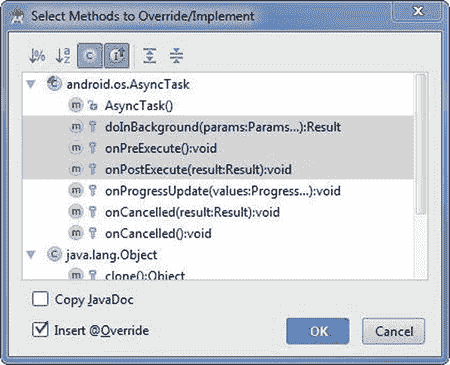 Select Methods to Override/Implement
android.os.AsyncTask
AsyncTask()
doInBackground(params:Params...):Result
onPreExecute():void
onPostExecute(result:Result):void
onProgressUpdate(values:Progress...):void
onCancelled(result:Result):void
onCancelled():void
java.lang.Object
clone():Object
Copy JavaDoc
Insert @Override
OK
Cancel